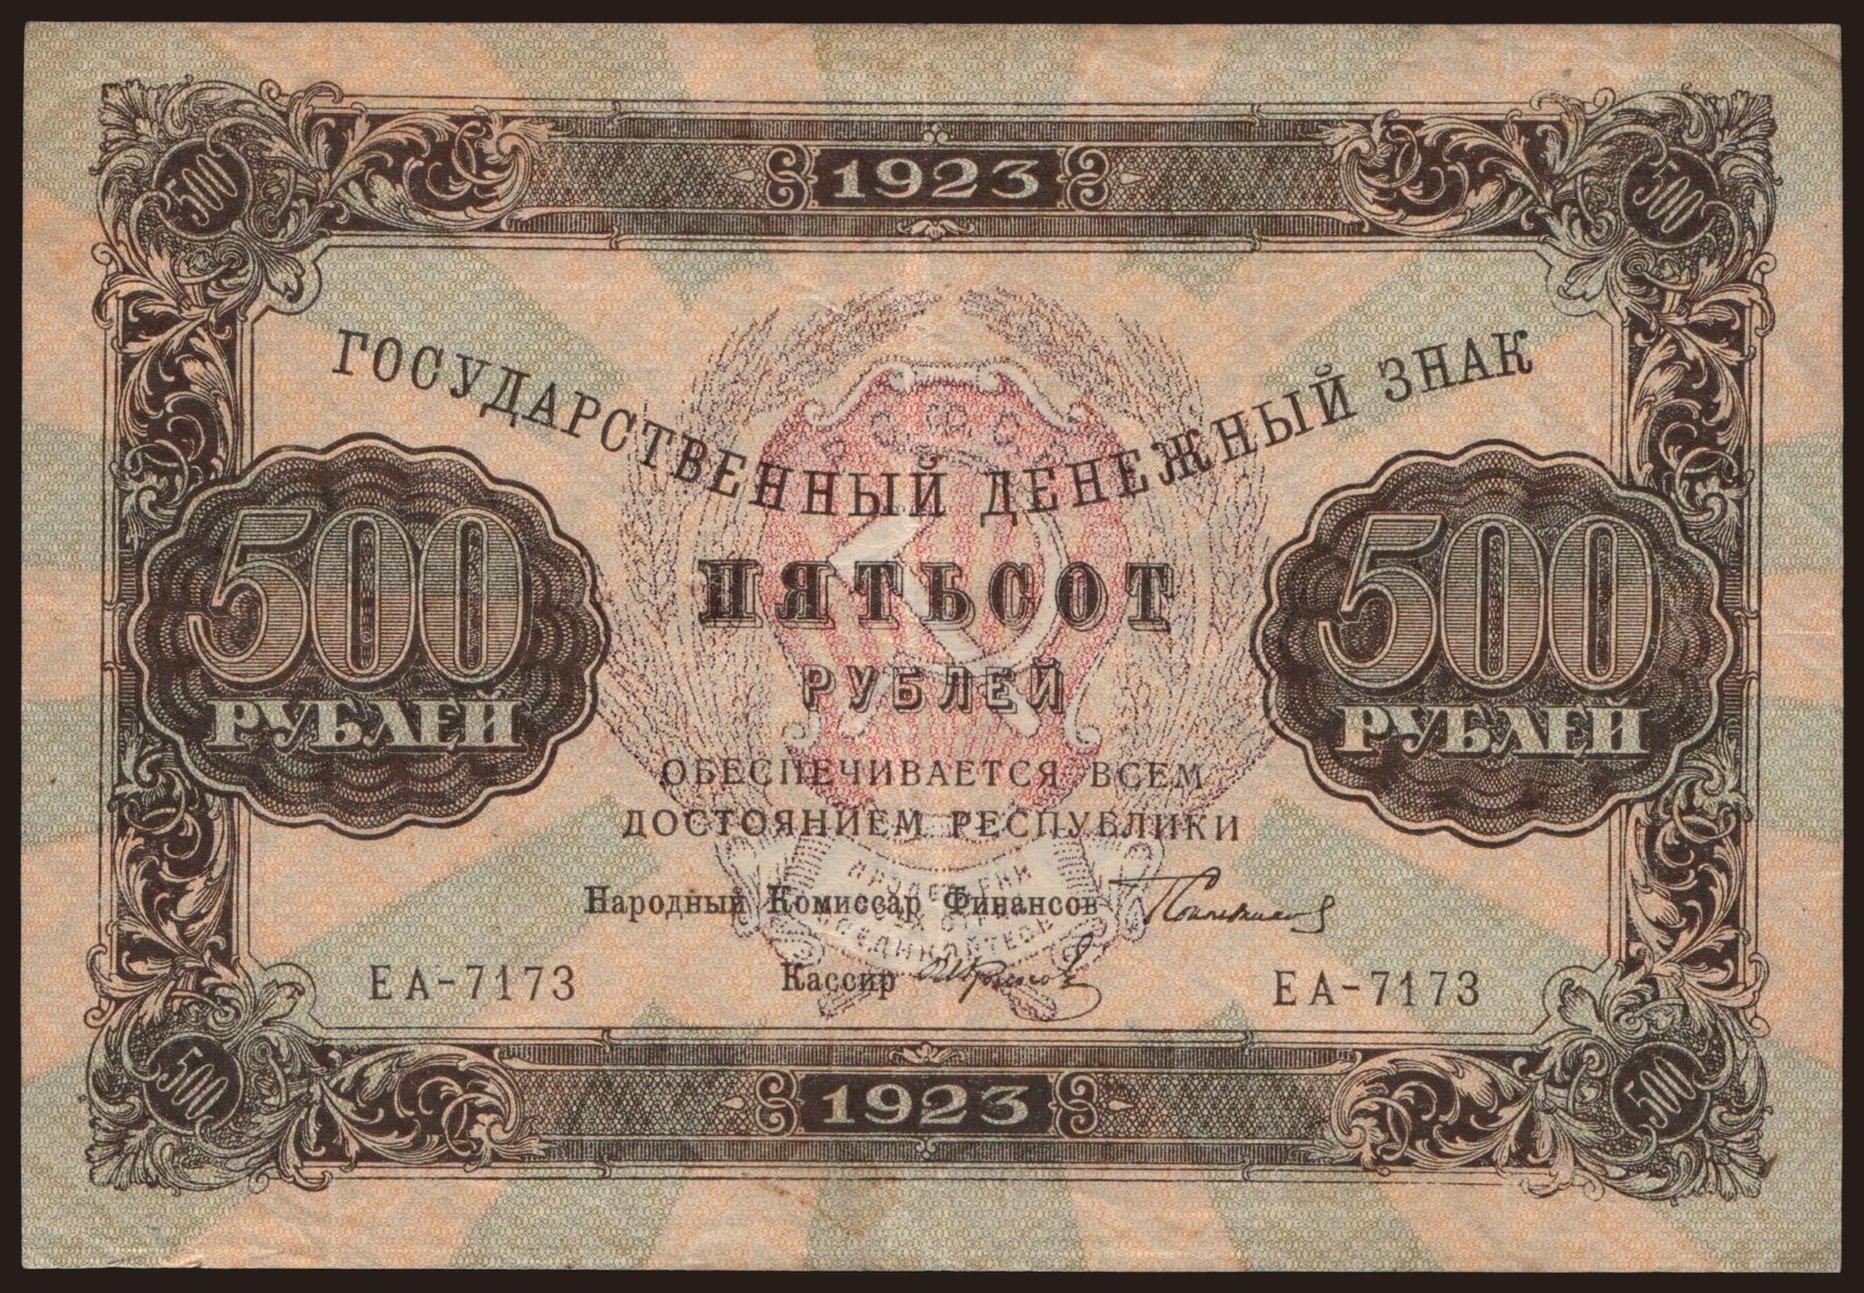 500
1923
500
ГОСУДАРСТВЕННЫЙ ДЕНЕЖНЫЙ ЗНАК
500
РУБЛЕЙ
ПЯТЬСОТ
РУБЛЕЙ
500
РУБЛЕЙ
ОБЕСПЕЧИВАЕТСЯ ВСЕМ
ДОСТОЯНИЕМ РЕСПУБЛИКИ
Народный Комиссар Финансов
Кассир
ЕА-7173
ЕА-7173
500
1923
500